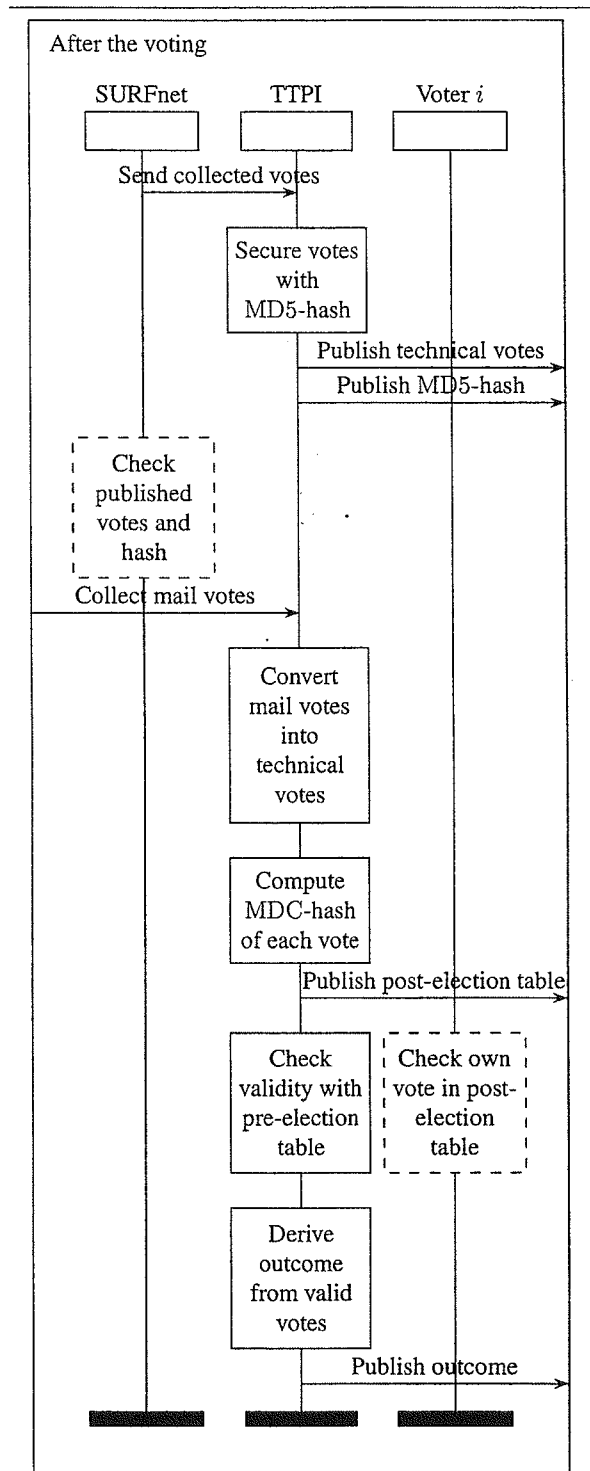 After the voting
SURFnet
TTPI
Voter i
Send collected votes
Secure votes
with
MD5-hash
Publish technical votes
Publish MD5-hash
Check
published
votes and
hash
Collect mail votes
Convert
mail votes
into
technical
votes
Compute
MDC-hash
of each vote
Publish post-election table
Check
validity with
pre-election
table
Check own
vote in post-
election
table
Derive
outcome
from valid
votes
Publish outcome